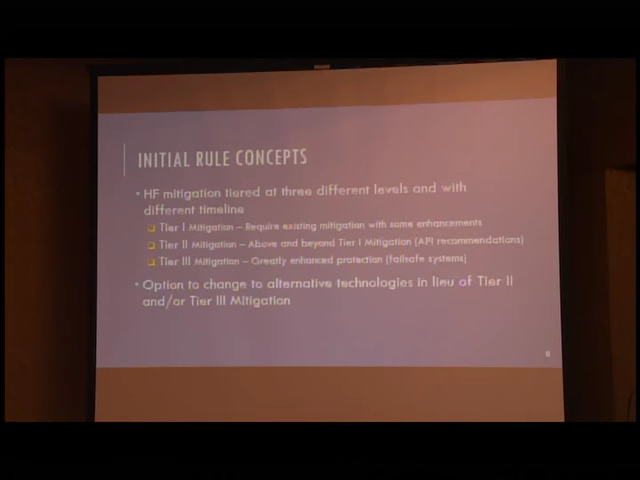 INITIAL RULE CONCEPTS
HF mitigation tiered at three different levels and with
different timeline
Tier I Mitigation – Require existing mitigation with some enhancements
Tier II Mitigation – Above and beyond Tier I Mitigation (API recommendations)
Tier III Mitigation – Greatly enhanced protection (failsafe systems)
Option to change to alternative technologies in lieu of Tier II
and/or Tier III Mitigation